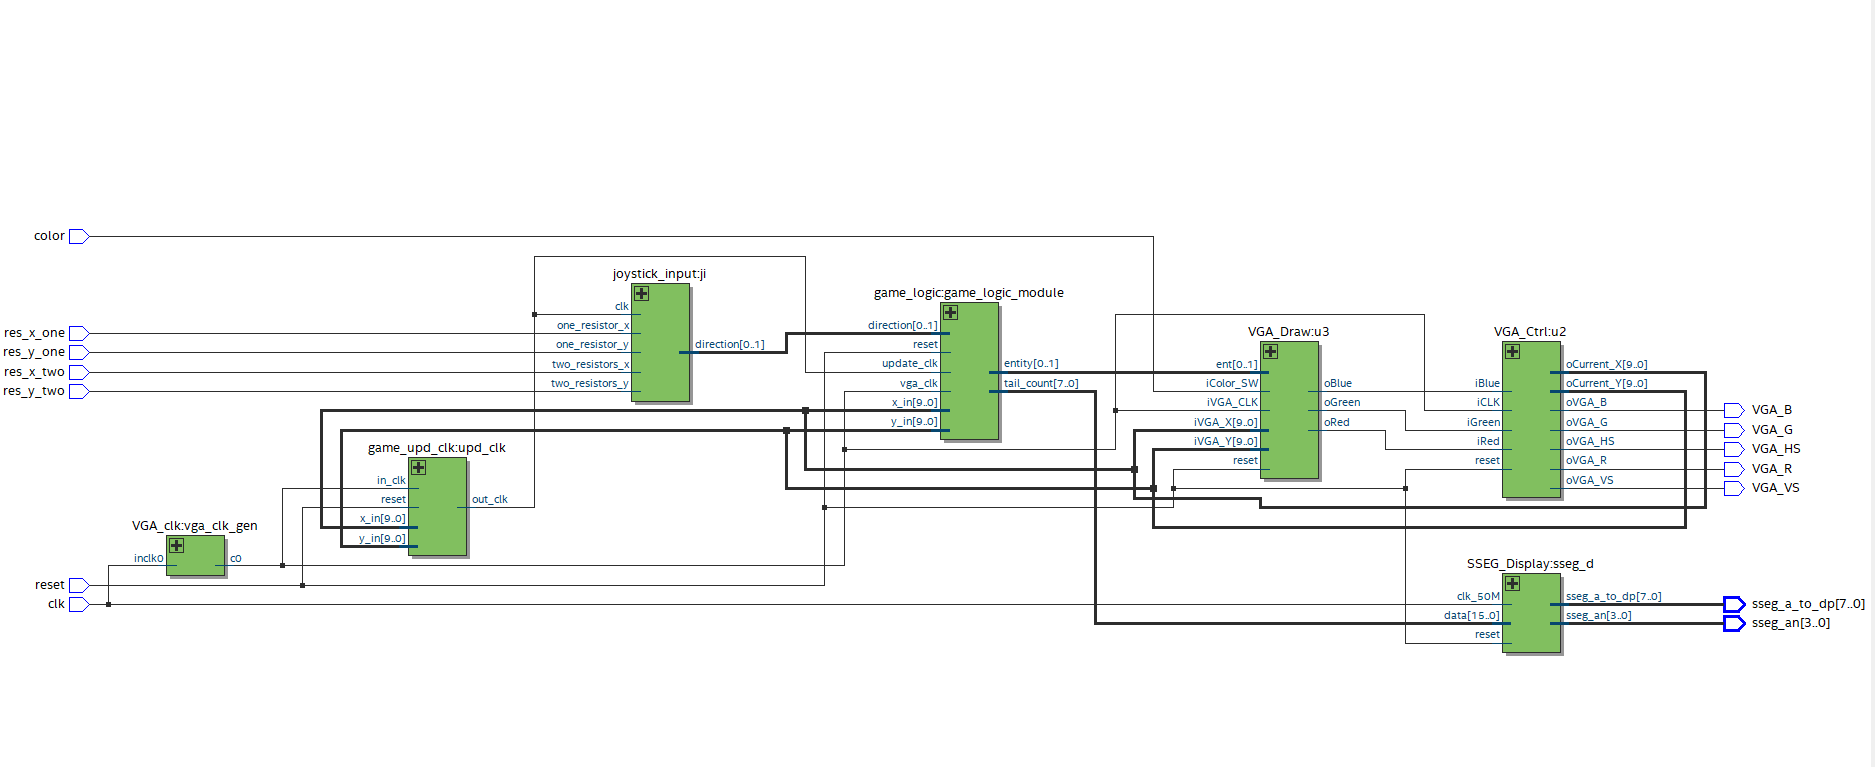 color
res_x_one
res_y_one
res_x_two
res_y_two
reset
clk
VGA_clk:vga_clk_gen
inclk0
c0
game_upd_clk:upd_clk
in_clk
reset
x_in[9..0]
y_in[9..0]
out_clk
joystick_input:ji
clk
one_resistor_x
one_resistor_y
two_resistors_x
two_resistors_y
direction[0..1]
game_logic:game_logic_module
direction[0..1]
reset
update_clk
vga_clk
x_in[9..0]
y_in[9..0]
entity[0..1]
tail_count[7..0]
VGA_Draw:u3
ent[0..1]
iColor_SW
iVGA_CLK
iVGA_X[9..0]
iVGA_Y[9..0]
reset
oBlue
oGreen
oRed
VGA_Ctrl:u2
iBlue
iCLK
iGreen
iRed
reset
oCurrent_X[9..0]
oCurrent_Y[9..0]
oVGA_B
oVGA_G
oVGA_HS
oVGA_R
oVGA_VS
SSEG_Display:sseg_d
clk_50M
data[15..0]
reset
sseg_a_to_dp[7..0]
sseg_an[3..0]
VGA_B
VGA_G
VGA_HS
VGA_R
VGA_VS
sseg_a_to_dp[7..0]
sseg_an[3..0]